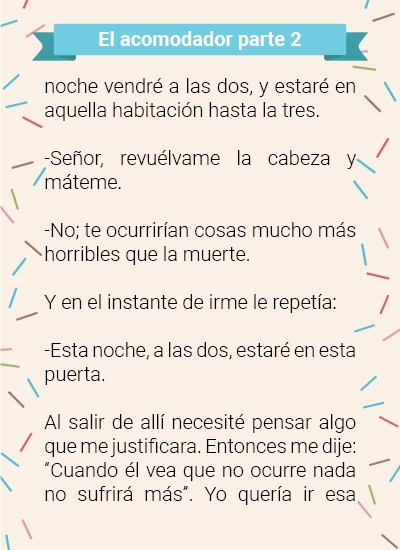 El acomodador parte 2
noche vendré a las dos, y estaré en
aquella habitación hasta la tres.
-Señor, revuélvame la cabeza y
máteme.
-No; te ocurrirían cosas mucho más
horribles que la muerte.
Y en el instante de irme le repetía:
-Esta noche, a las dos, estaré en esta
puerta.
Al salir de allí necesité pensar algo
que me justificara. Entonces me dije:
“Cuando él vea que no ocurre nada
no sufrirá más”. Yo quería ir esa